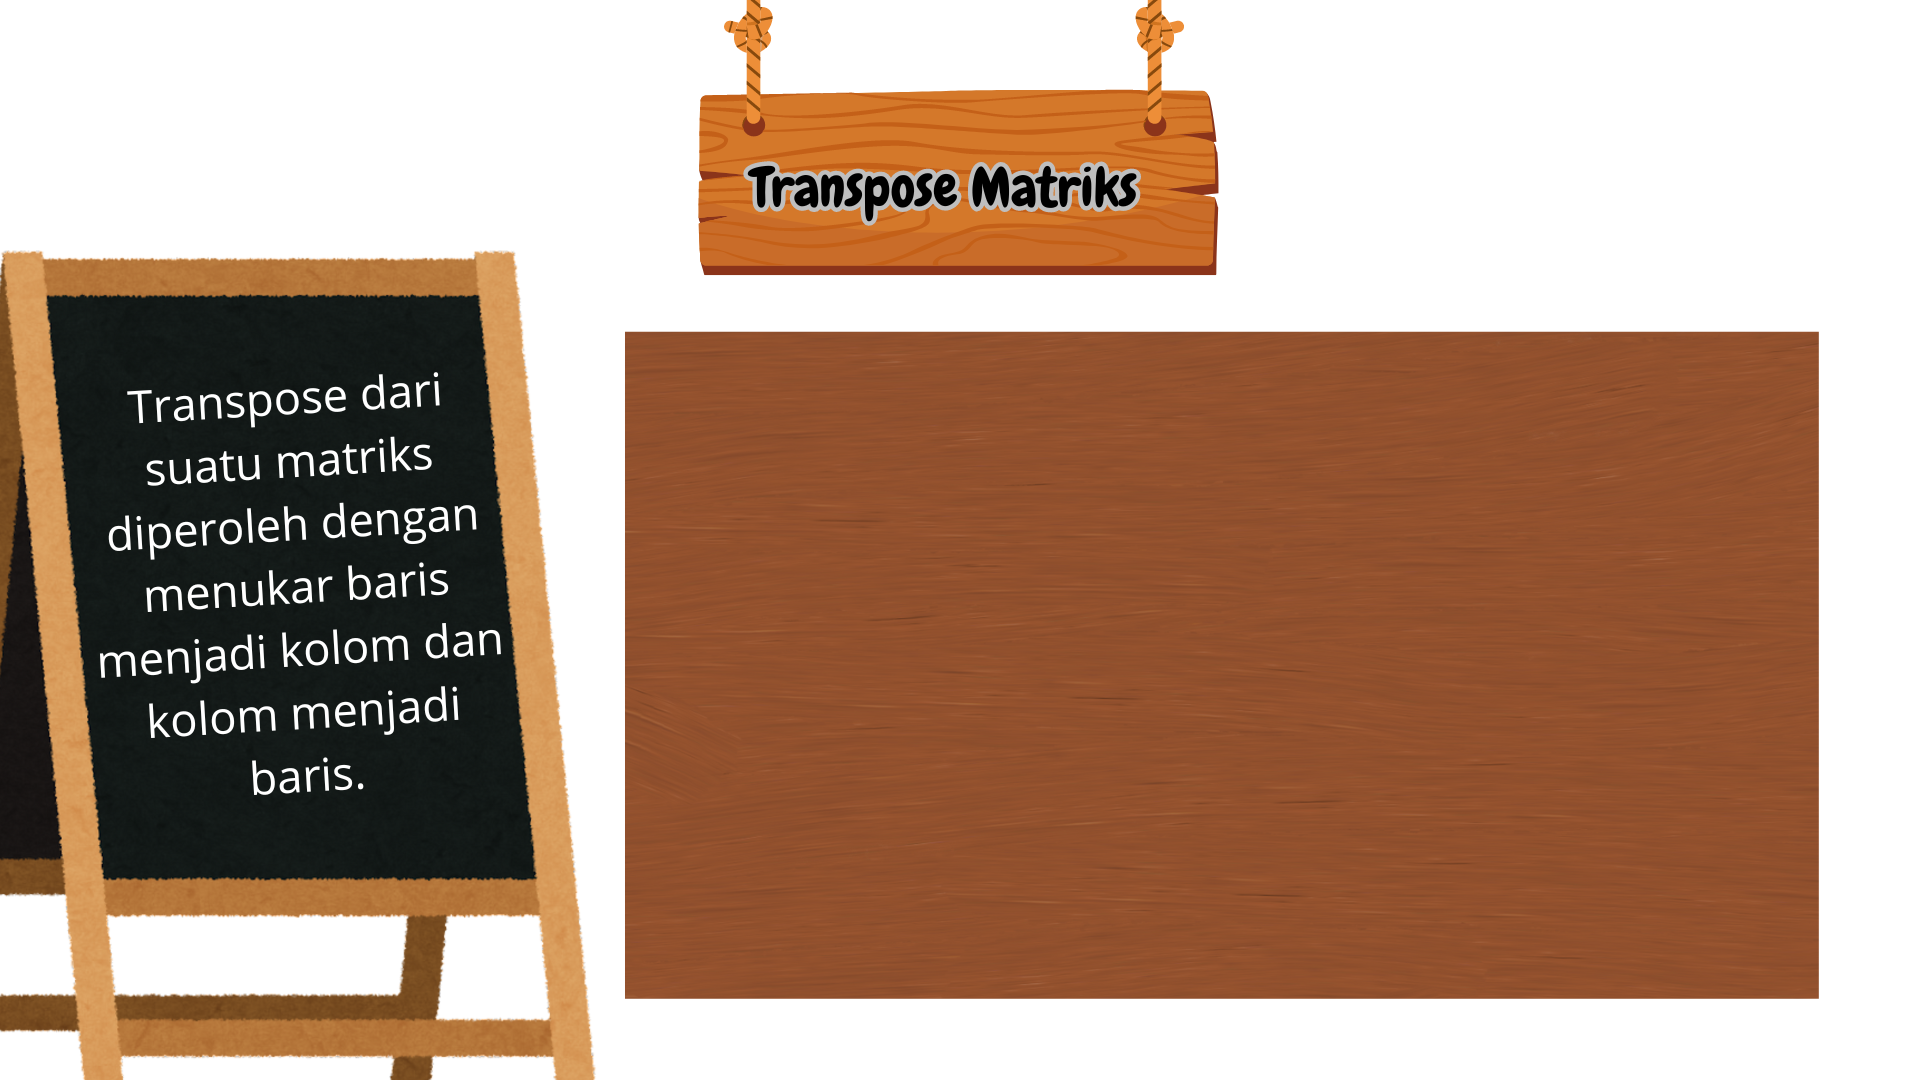 Transpose Matriks
Transpose dari
suatu matriks
diperoleh dengan
menukar baris
menjadi kolom dan
kolom menjadi
baris.